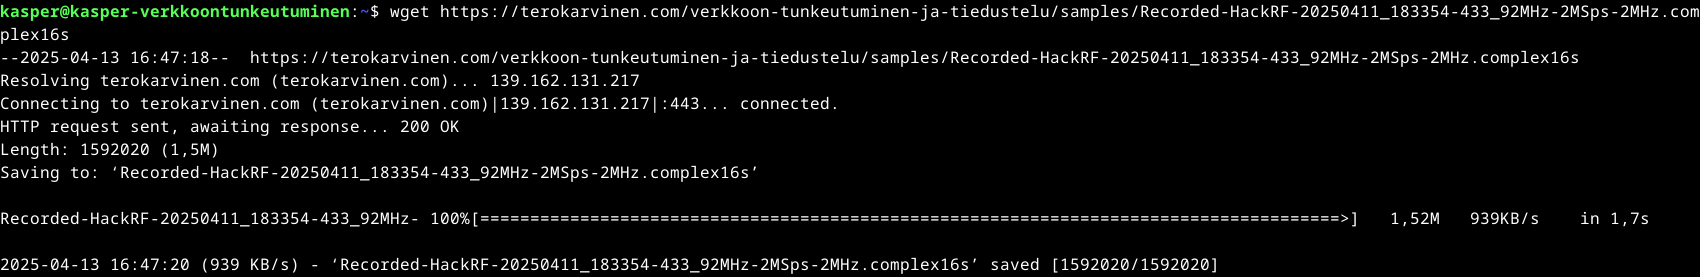 kasper@kasper-verkkoontunkeutuminen:~$ wget https://terokarvinen.com/verkkoon-tunkeutuminen-ja-tiedustelu/samples/Recorded-HackRF-20250411_183354-433_92MHz-2MSps-2MHz.com
plex16s
--2025-04-13 16:47:18--  https://terokarvinen.com/verkkoon-tunkeutuminen-ja-tiedustelu/samples/Recorded-HackRF-20250411_183354-433_92MHz-2MSps-2MHz.complex16s
Resolving terokarvinen.com (terokarvinen.com)... 139.162.131.217
Connecting to terokarvinen.com (terokarvinen.com)|139.162.131.217|:443... connected.
HTTP request sent, awaiting response... 200 OK
Length: 1592020 (1,5M)
Saving to: ‘Recorded-HackRF-20250411_183354-433_92MHz-2MSps-2MHz.complex16s’
Recorded-HackRF-20250411_183354-433_92MHz- 100%[======================================================================================>]   1,52M   939KB/s    in 1,7s
2025-04-13 16:47:20 (939 KB/s) - ‘Recorded-HackRF-20250411_183354-433_92MHz-2MSps-2MHz.complex16s’ saved [1592020/1592020]